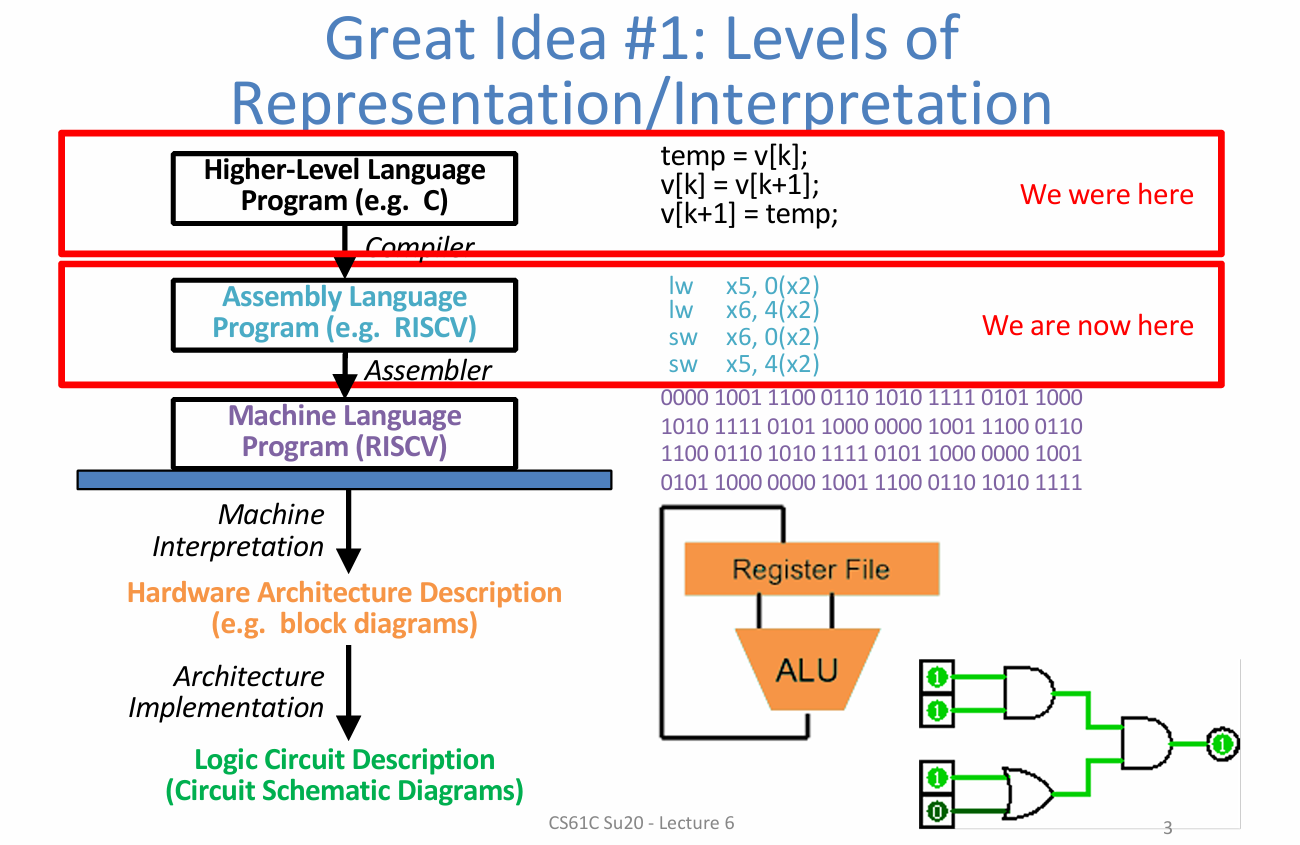 Great Idea #1: Levels of
Representation/Interpretation
Higher-Level Language
Program (e.g.  C)
temp = v[k];
v[k] = v[k+1];
v[k+1] = temp;
We were here
Compiler
Assembly Language
Program (e.g.  RISCV)
lw x5, 0(x2)
lw x6, 4(x2)
sw x6, 0(x2)
sw x5, 4(x2)
We are now here
Assembler
Machine Language
Program (RISCV)
0000 1001 1100 0110 1010 1111 0101 1000
1010 1111 0101 1000 0000 1001 1100 0110
1100 0110 1010 1111 0101 1000 0000 1001
0101 1000 0000 1001 1100 0110 1010 1111
Machine
Interpretation
Hardware Architecture Description
(e.g.  block diagrams)
Register File
ALU
Architecture
Implementation
Logic Circuit Description
(Circuit Schematic Diagrams)
1
1
1
0
1
CS61C Su20 - Lecture 6
3